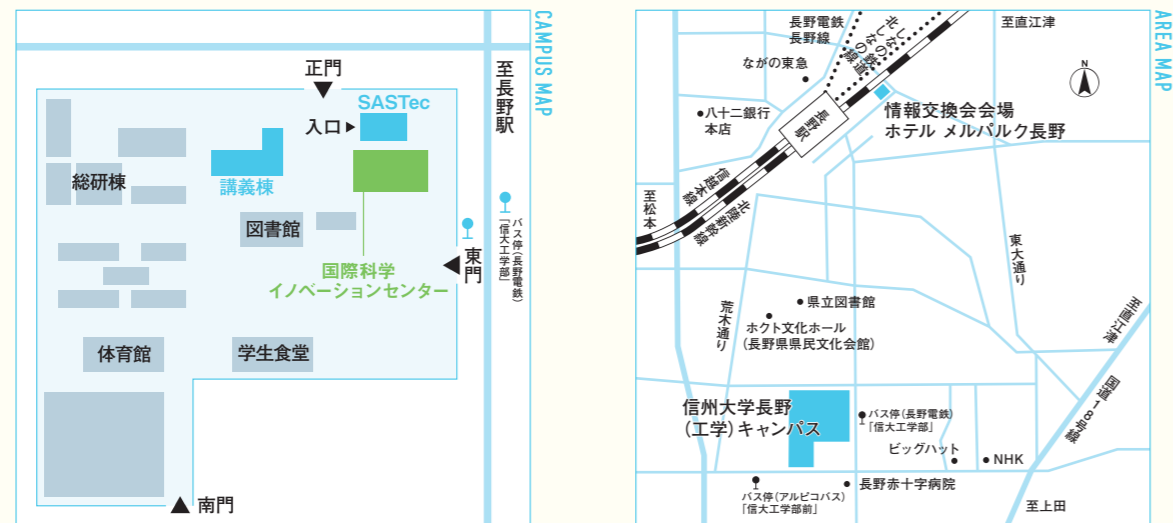 CAMPUS MAP
正門
至長野駅
SASTec
入口
総研棟
講義棟
図書館
バス停(長野電鉄)
「信大工学部」
東門
国際科学
イノベーションセンター
体育館
学生食堂
南門
AREA MAP
長野電鉄
長野線
北しなの線
しなの鉄道
至直江津
ながの東急
N
八十二銀行
本店
長野駅
情報交換会会場
ホテル メルパルク長野
信越本線
北陸新幹線
至松本
東大通り
荒木通り
県立図書館
ホクト文化ホール
(長野県県民文化会館)
至直江津
国道18号線
信州大学長野
(工学)キャンパス
バス停(長野電鉄)
「信大工学部」
ビッグハット
NHK
バス停(アルピコバス)
「信大工学部前」
長野赤十字病院
至上田